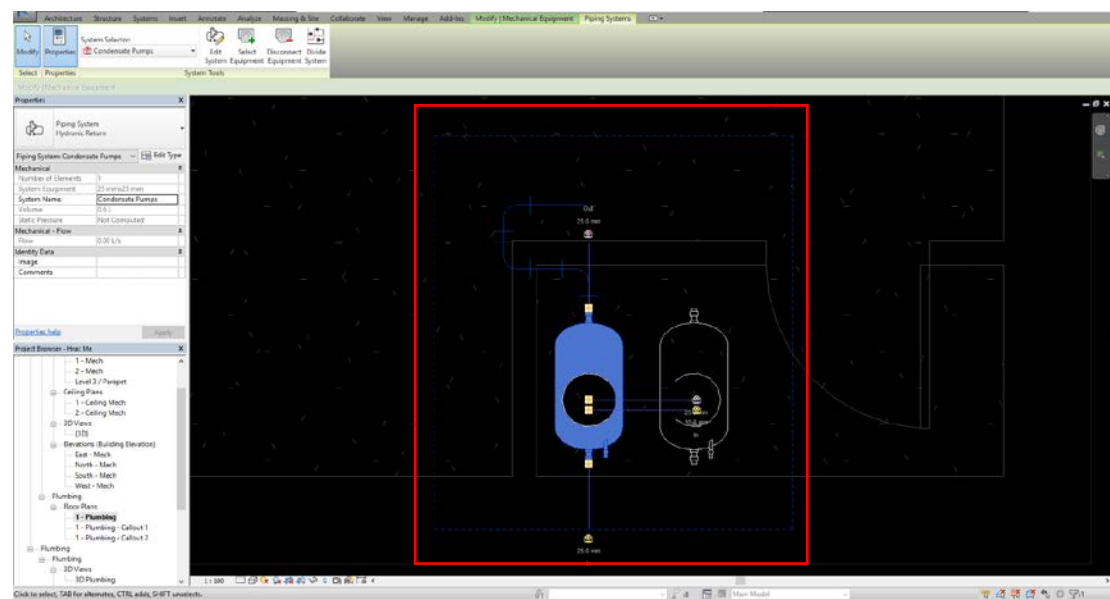 Architecture Structure Systems Insert Annotate Analyze Massing & Site Collaborate View Manage Add-Ins Modify | Mechanical Equipment Piping Systems
Modify
Properties
System Selector:
Condensate Pumps
Edit System
Select Equipment
Disconnect Equipment
Divide System
Select Properties System Tools
Modify | Mechanical Equipment
Properties X
Piping System
Hydronic Return
Piping System: Condensate Pumps Edit Type
Mechanical
Number of Elements 1
System Equipment
System Name Condensate Pumps
Volume
Static Pressure Not Computed
Mechanical - Flow
Flow 0.00 L/s
Identity Data
Image
Comments
Properties help Apply
Project Browser - Hvac Me X
1 - Mech
2 - Mech
Level 3 / Parapet
Ceiling Plans
1 - Ceiling Mech
2 - Ceiling Mech
3D Views
{3D}
Elevations (Building Elevation)
East - Mech
North - Mech
South - Mech
West - Mech
Plumbing
Floor Plans
1 - Plumbing
1 - Plumbing - Callout 1
1 - Plumbing - Callout 2
Plumbing
Plumbing
3D Views
3D Plumbing
Out
25.0 mm
In
25.0 mm
1 : 100
Click to select, TAB for alternates, CTRL adds, SHIFT unselects.
Main Model